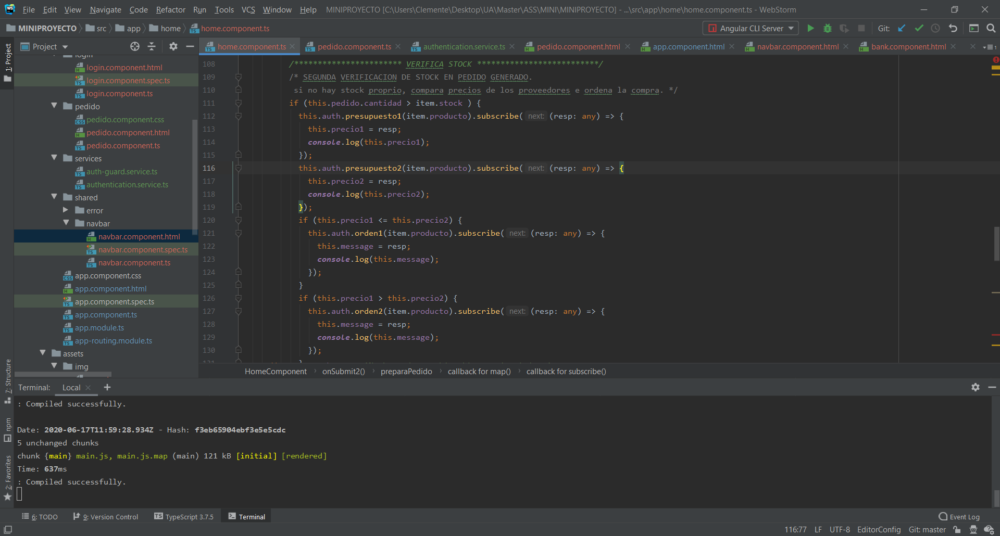 File Edit View Navigate Code Refactor Run Tools VCS Window Help MINIPROYECTO [C:\Users\Clemente\Desktop\UA\Master\ASS\MINI\MINIPROYECTO] - ...\src\app\home\home.component.ts - WebStorm
MINIPROYECTO src app home home.component.ts Angular CLI Server Git:
1: Project
Project
home.component.ts pedido.component.ts authentication.service.ts pedido.component.html app.component.html navbar.component.html bank.component.html 1
login
login.component.html
login.component.spec.ts
login.component.ts
pedido
pedido.component.css
pedido.component.html
pedido.component.ts
services
auth-guard.service.ts
authentication.service.ts
shared
error
navbar
navbar.component.html
navbar.component.spec.ts
navbar.component.ts
app.component.css
app.component.html
app.component.spec.ts
app.component.ts
app.module.ts
app-routing.module.ts
assets
img
108 /*********************** VERIFICA STOCK **************************/
109 /* SEGUNDA VERIFICACION DE STOCK EN PEDIDO GENERADO.
110 si no hay stock proprio, compara precios de los proveedores e ordena la compra. */
111 if (this.pedido.cantidad > item.stock ) {
112 this.auth.presupuesto1(item.producto).subscribe( next: (resp: any) => {
113 this.precio1 = resp;
114 console.log(this.precio1);
115 });
116 this.auth.presupuesto2(item.producto).subscribe( next: (resp: any) => {
117 this.precio2 = resp;
118 console.log(this.precio2);
119 });
120 if (this.precio1 <= this.precio2) {
121 this.auth.orden1(item.producto).subscribe( next: (resp: any) => {
122 this.message = resp;
123 console.log(this.message);
124 });
125 }
126 if (this.precio1 > this.precio2) {
127 this.auth.orden2(item.producto).subscribe( next: (resp: any) => {
128 this.message = resp;
129 console.log(this.message);
130 });
131 }
HomeComponent onSubmit2() preparaPedido callback for map() callback for subscribe()
7: Structure
npm
2: Favorites
Terminal: Local
: Compiled successfully.
Date: 2020-06-17T11:59:28.934Z - Hash: f3eb65904ebf3e5e5cdc
5 unchanged chunks
chunk {main} main.js, main.js.map (main) 121 kB [initial] [rendered]
Time: 637ms
: Compiled successfully.
6: TODO 9: Version Control TypeScript 3.7.5 Terminal Event Log
116:77 LF UTF-8 EditorConfig Git: master